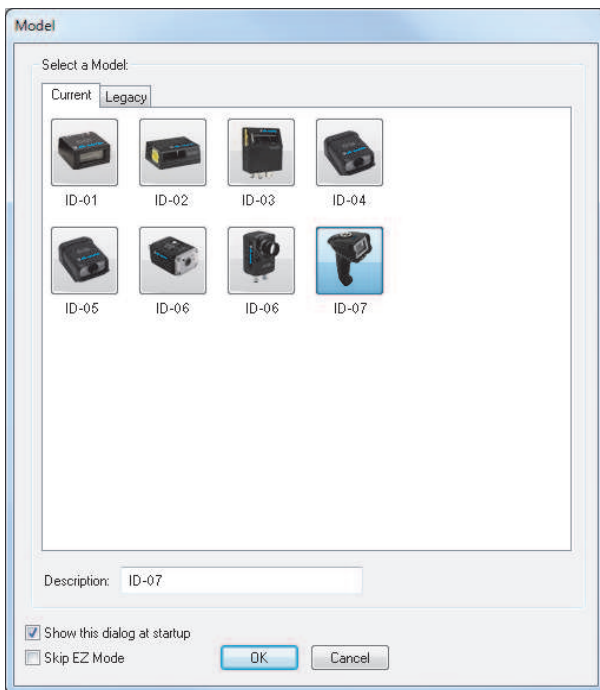 Model
Select a Model:
Current Legacy
ID-01 ID-02 ID-03 ID-04
ID-05 ID-06 ID-06 ID-07
Description: ID-07
Show this dialog at startup
Skip EZ Mode OK Cancel